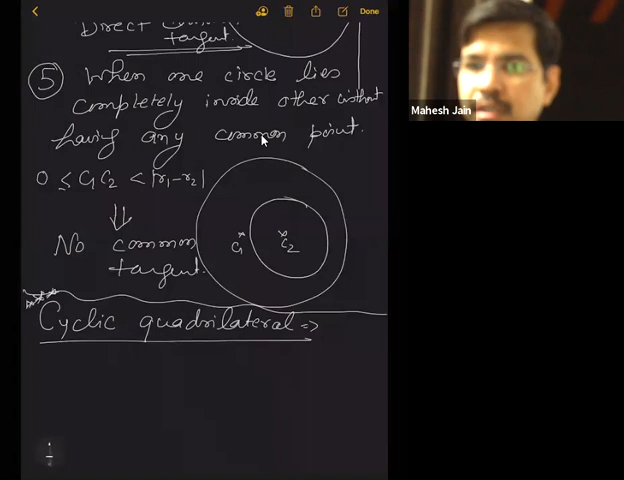 Done
Direct Common
tangent.
Mahesh Jain
5 When one circle lies
completely inside other without
having any common point.
0 ≤ C1C2 < |r1-r2|
⇓
No common
tangent.
C1 C2
Cyclic quadrilateral =>